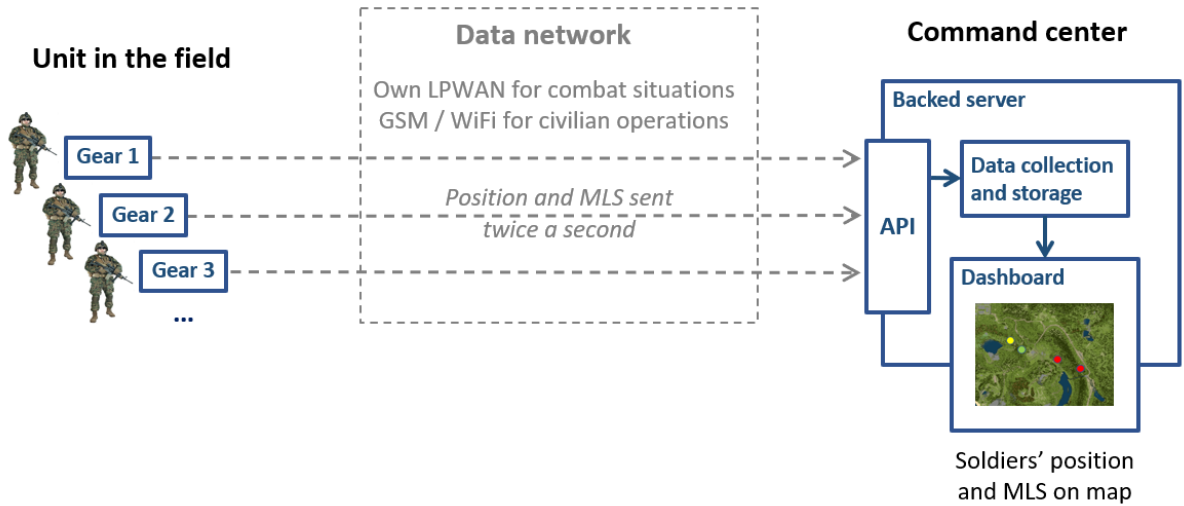 Unit in the field
Gear 1
Gear 2
Gear 3
...
Data network
Own LPWAN for combat situations
GSM / WiFi for civilian operations
Position and MLS sent
twice a second
Command center
Backed server
API
Data collection
and storage
Dashboard
Soldiers’ position
and MLS on map